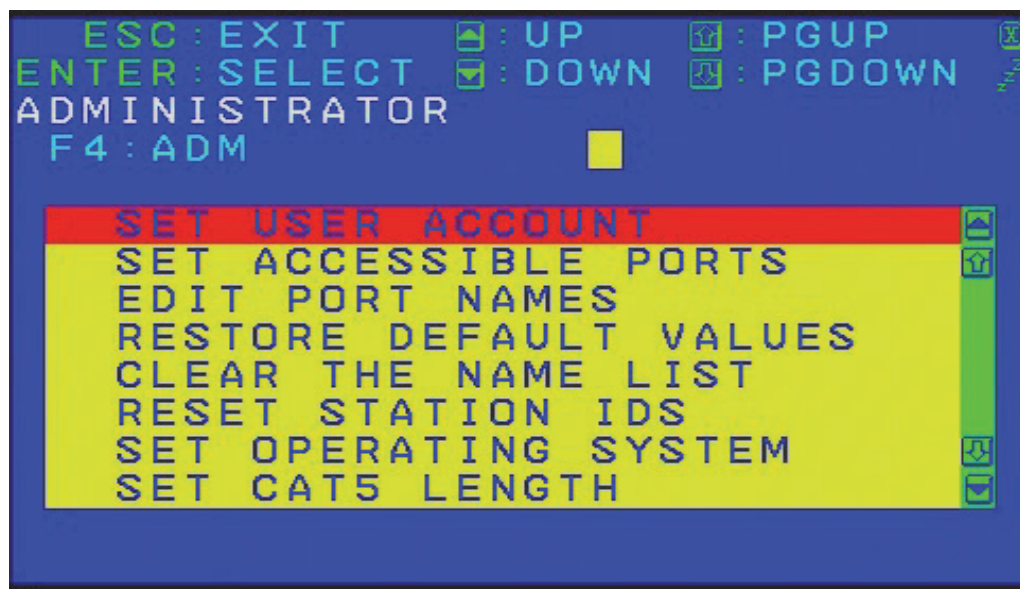 ESC:EXIT :UP :PGUP
ENTER:SELECT :DOWN :PGDOWN
ADMINISTRATOR
F4:ADM
SET USER ACCOUNT
SET ACCESSIBLE PORTS
EDIT PORT NAMES
RESTORE DEFAULT VALUES
CLEAR THE NAME LIST
RESET STATION IDS
SET OPERATING SYSTEM
SET CAT5 LENGTH